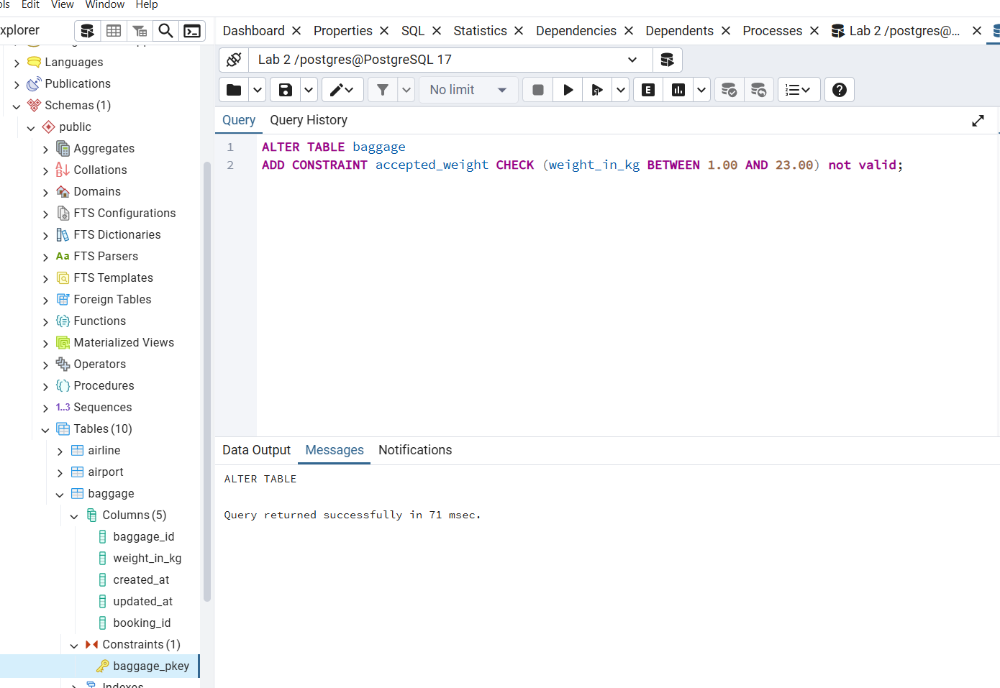 ols Edit View Window Help
xplorer
Dashboard Properties SQL Statistics Dependencies Dependents Processes Lab 2 /postgres@...
Lab 2 /postgres@PostgreSQL 17
No limit
E
Query Query History
1 ALTER TABLE baggage
2 ADD CONSTRAINT accepted_weight CHECK (weight_in_kg BETWEEN 1.00 AND 23.00) not valid;
Languages
Publications
Schemas (1)
public
Aggregates
Collations
Domains
FTS Configurations
FTS Dictionaries
Aa FTS Parsers
FTS Templates
Foreign Tables
Functions
Materialized Views
Operators
Procedures
1..3 Sequences
Tables (10)
airline
airport
baggage
Columns (5)
baggage_id
weight_in_kg
created_at
updated_at
booking_id
Constraints (1)
baggage_pkey
Indexes
Data Output Messages Notifications
ALTER TABLE
Query returned successfully in 71 msec.